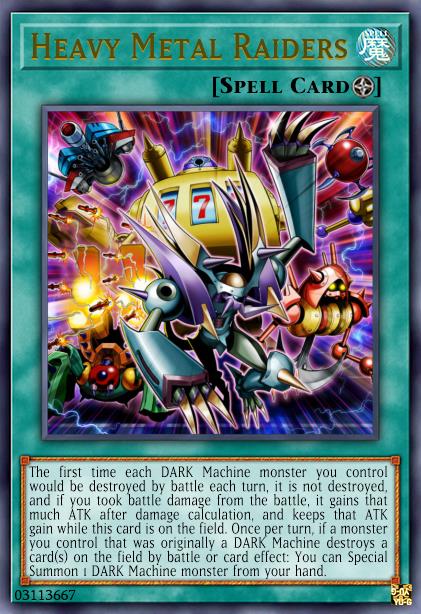 HEAVY METAL RAIDERS
SPELL
魔
[SPELL CARD]
7 7 7
The first time each DARK Machine monster you control
would be destroyed by battle each turn, it is not destroyed,
and if you took battle damage from the battle, it gains that
much ATK after damage calculation, and keeps that ATK
gain while this card is on the field. Once per turn, if a monster
you control that was originally a DARK Machine destroys a
card(s) on the field by battle or card effect: You can Special
Summon 1 DARK Machine monster from your hand.
03113667